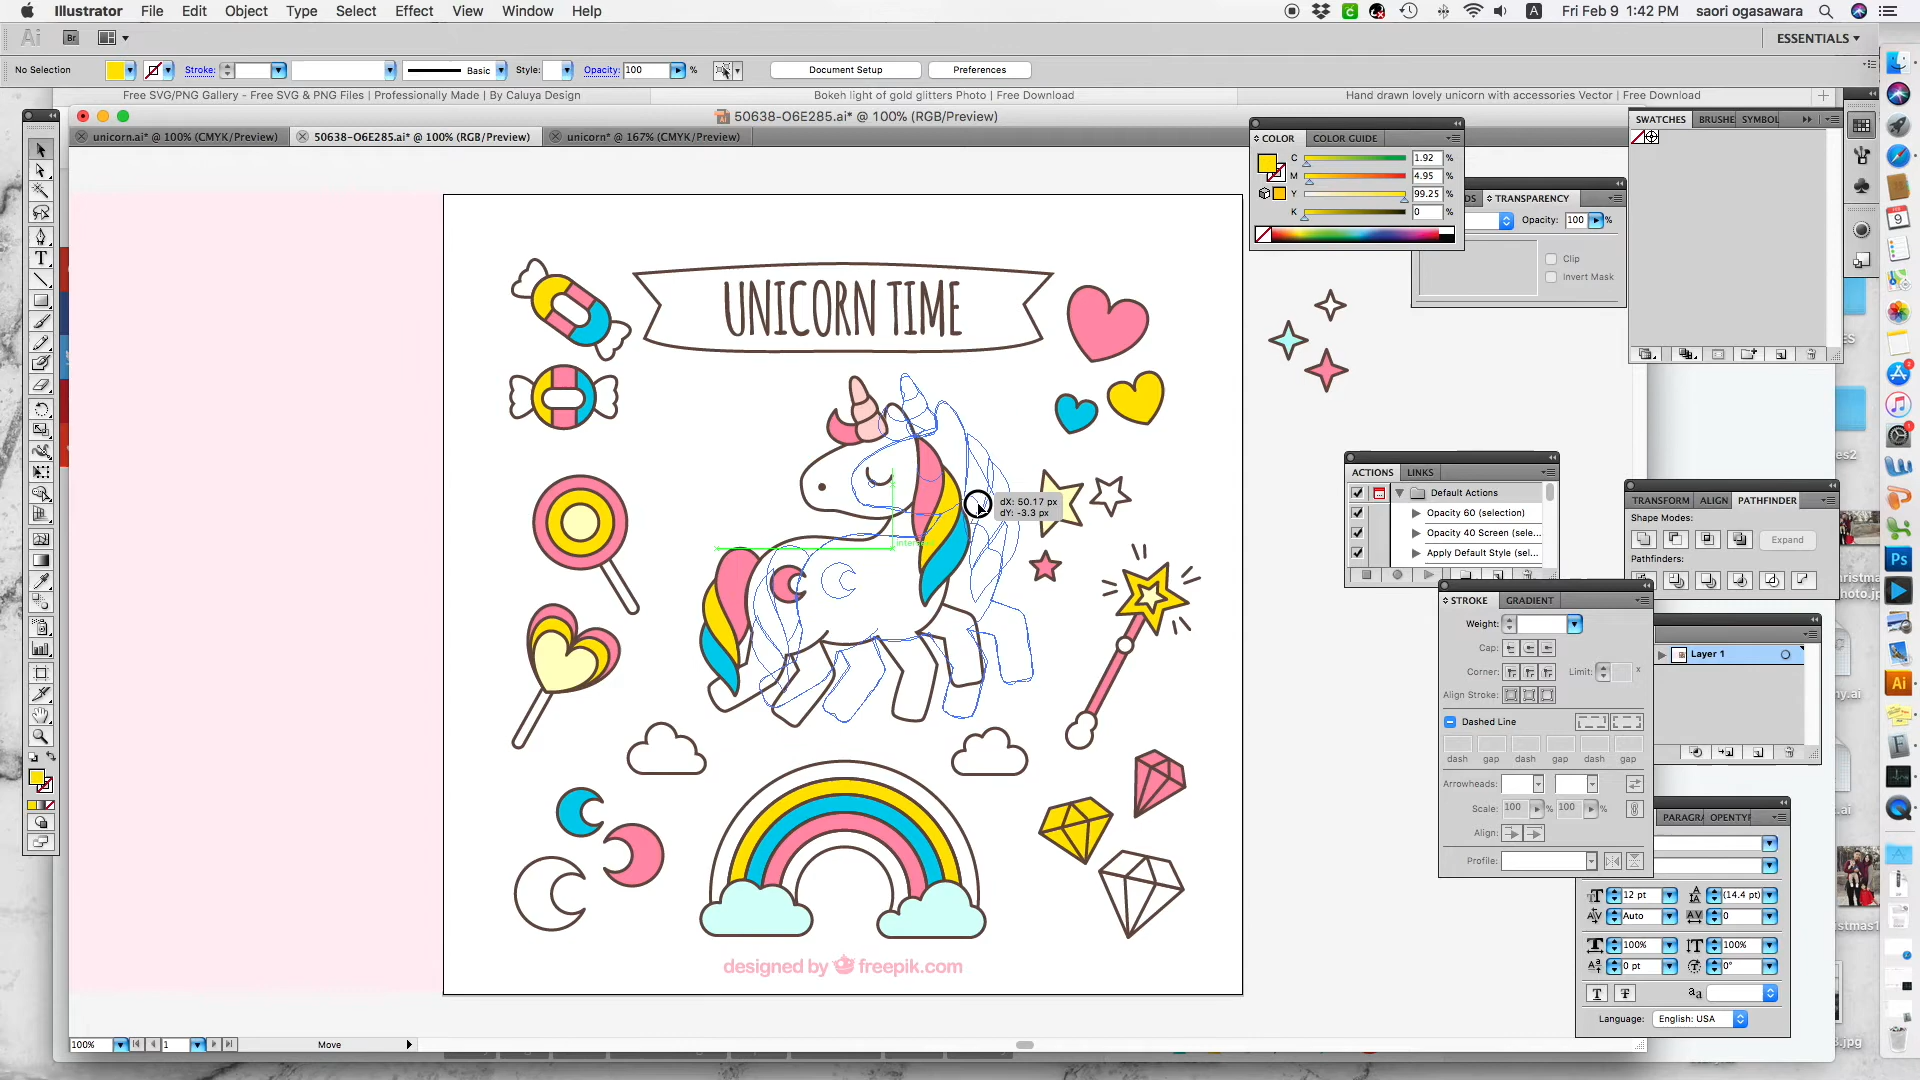 Illustrator File Edit Object Type Select Effect View Window Help
A Fri Feb 9 1:42 PM saori ogasawara
Ai Br ESSENTIALS
No Selection Stroke: Basic Style: Opacity: 100 % Document Setup Preferences
Free SVG/PNG Gallery - Free SVG & PNG Files | Professionally Made | By Caluya Design
Bokeh light of gold glitters Photo | Free Download
Hand drawn lovely unicorn with accessories Vector | Free Download
50638-O6E285.ai* @ 100% (RGB/Preview)
unicorn.ai* @ 100% (CMYK/Preview)
50638-O6E285.ai* @ 100% (RGB/Preview)
unicorn* @ 167% (CMYK/Preview)
COLOR COLOR GUIDE
C 1.92 %
M 4.95 %
Y 99.25 %
K 0 %
SWATCHES BRUSHE SYMBOL
TRANSPARENCY
Opacity: 100 %
Clip
Invert Mask
UNICORN TIME
dX: 50.17 px
dY: -3.3 px
ACTIONS LINKS
Default Actions
Opacity 60 (selection)
Opacity 40 Screen (sele...
Apply Default Style (sel...
TRANSFORM ALIGN PATHFINDER
Shape Modes:
Expand
Pathfinders:
STROKE GRADIENT
Weight:
Cap:
Corner: Limit: x
Align Stroke:
Dashed Line
dash gap dash gap dash gap
Arrowheads:
Scale: 100 % 100 %
Align:
Profile:
Layer 1
PARAGRA OPENTYI
12 pt (14.4 pt)
Auto 0
100% 100%
0 pt 0°
Language: English: USA
designed by freepik.com
100% 1 Move
Ps
Ai